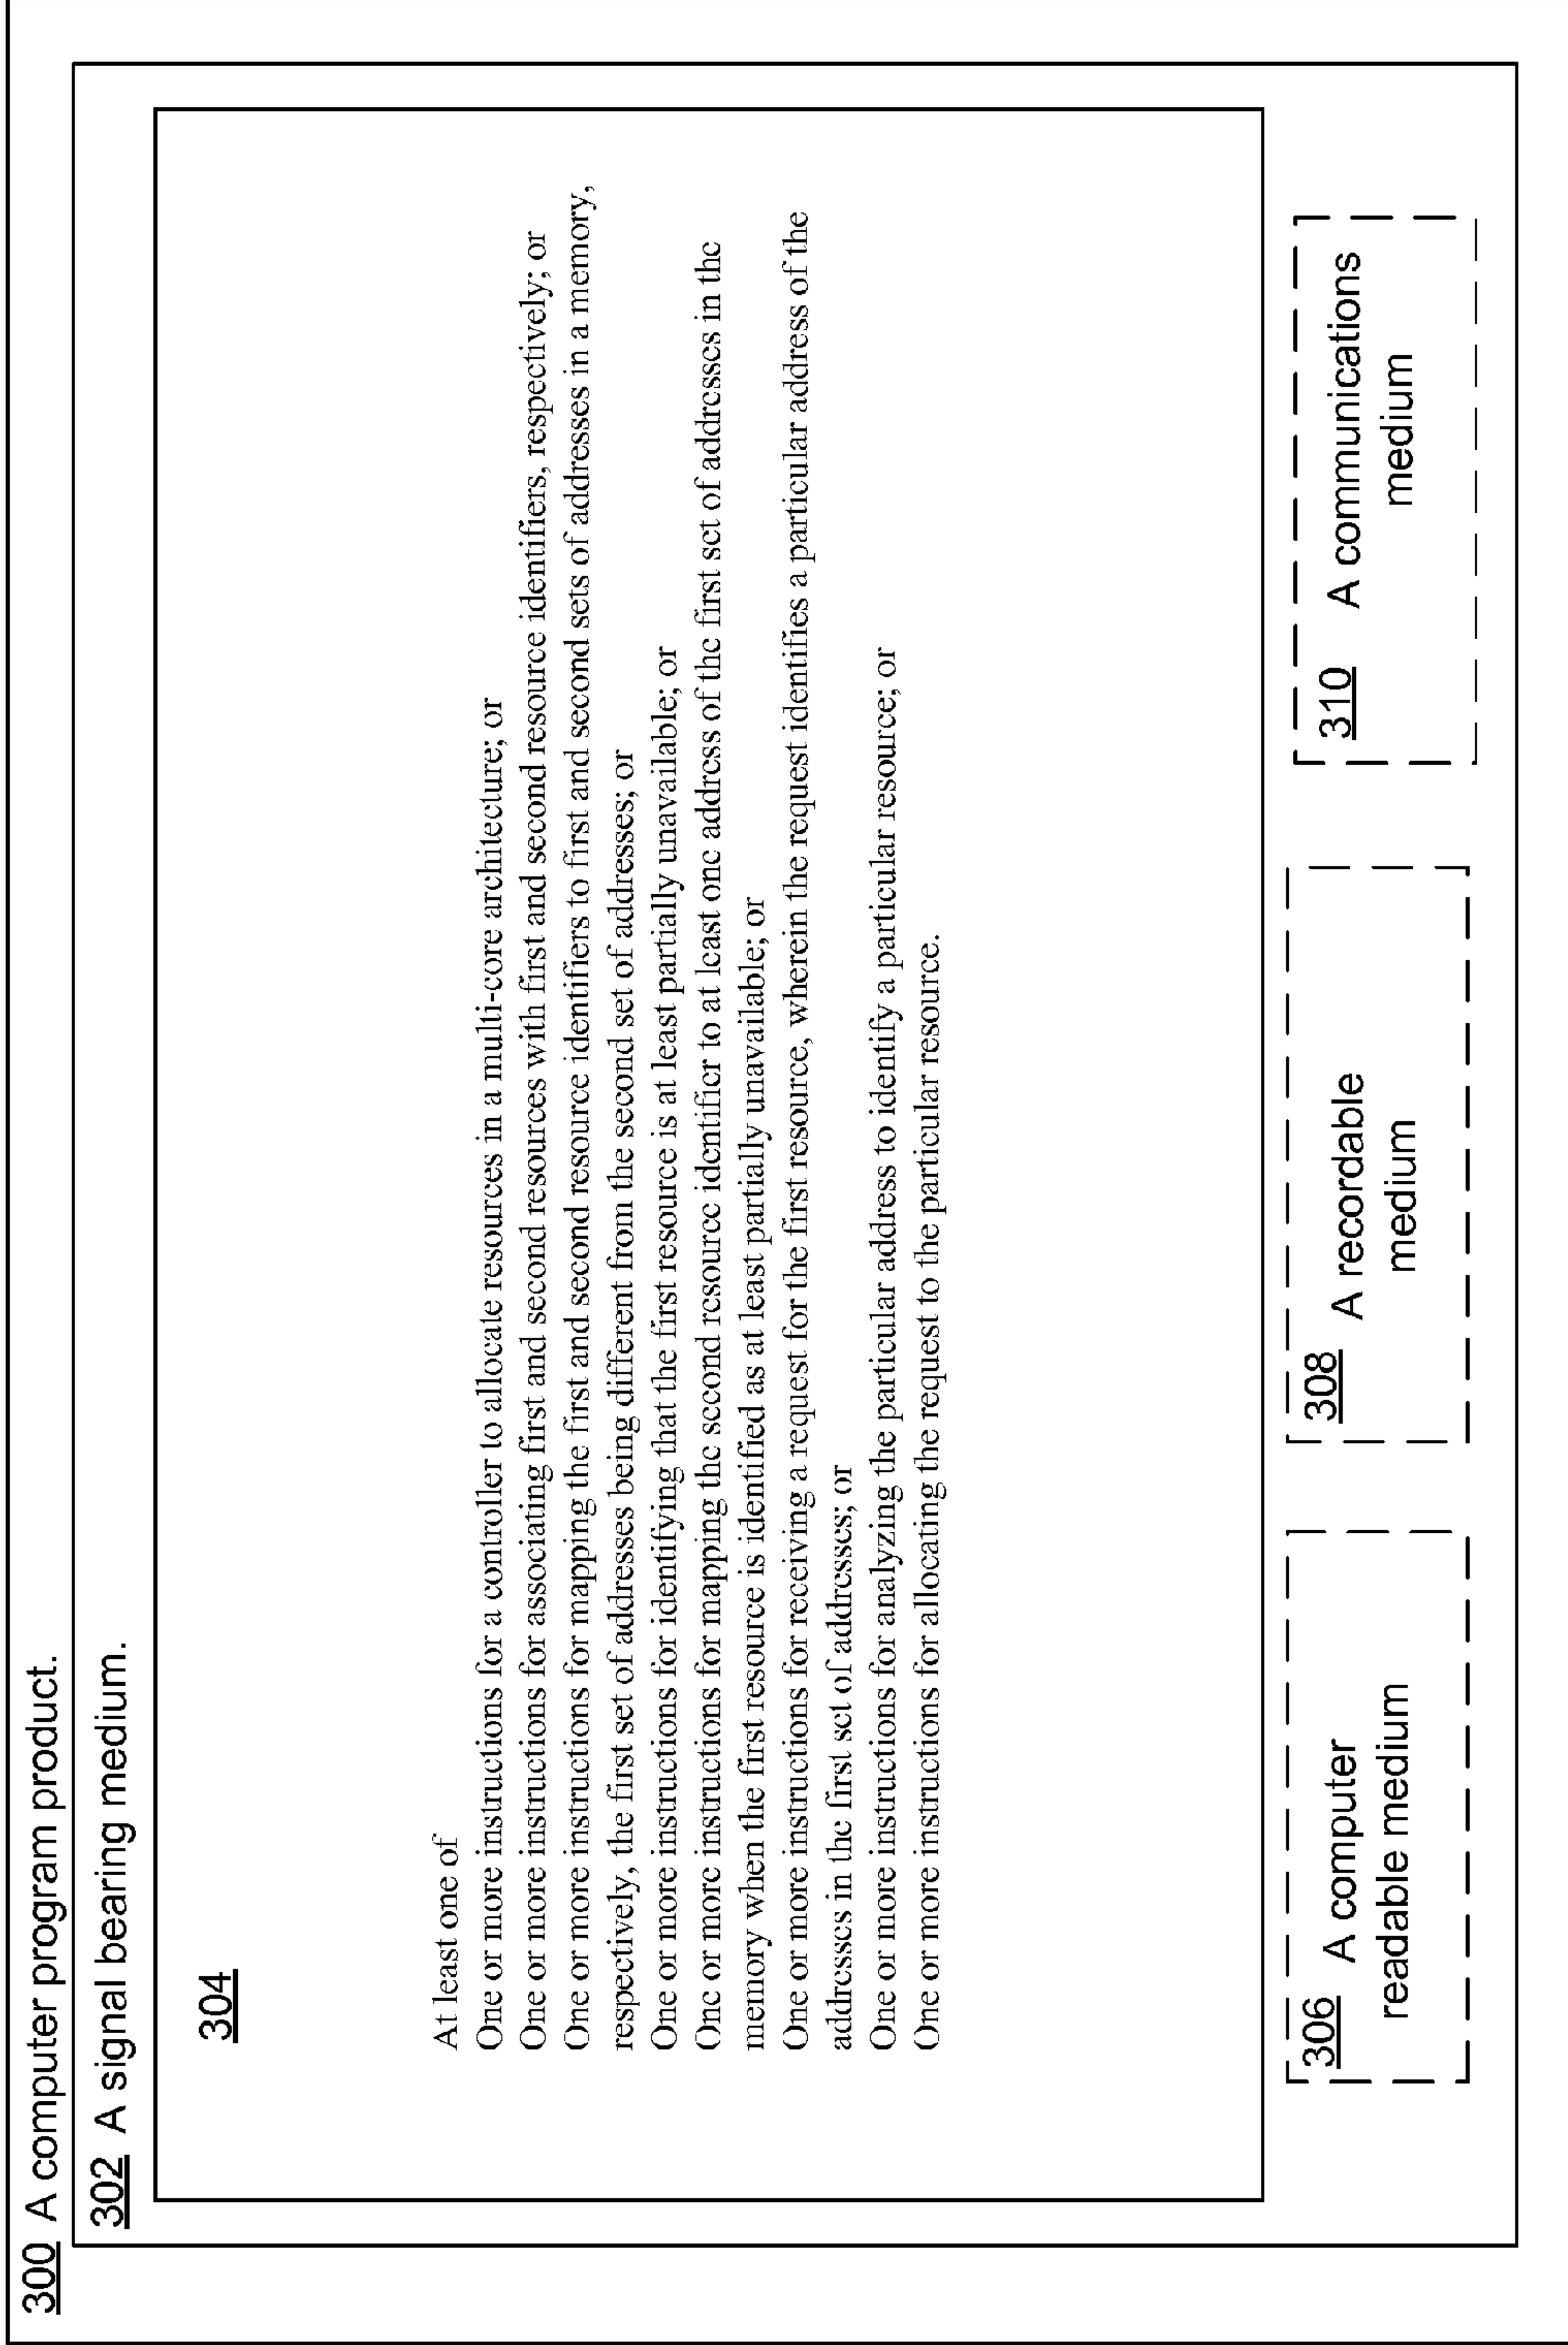 300 A computer program product.
302 A signal bearing medium.
304
At least one of
One or more instructions for a controller to allocate resources in a multi-core architecture; or
One or more instructions for associating first and second resources with first and second resource identifiers, respectively; or
One or more instructions for mapping the first and second resource identifiers to first and second sets of addresses in a memory,
respectively, the first set of addresses being different from the second set of addresses; or
One or more instructions for identifying that the first resource is at least partially unavailable; or
One or more instructions for mapping the second resource identifier to at least one address of the first set of addresses in the
memory when the first resource is identified as at least partially unavailable; or
One or more instructions for receiving a request for the first resource, wherein the request identifies a particular address of the
addresses in the first set of addresses; or
One or more instructions for analyzing the particular address to identify a particular resource; or
One or more instructions for allocating the request to the particular resource.
306 A computer
readable medium
308 A recordable
medium
310 A communications
medium